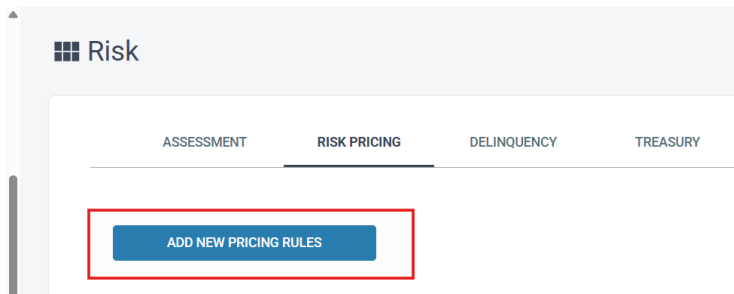 Risk
ASSESSMENT RISK PRICING DELINQUENCY TREASURY
ADD NEW PRICING RULES